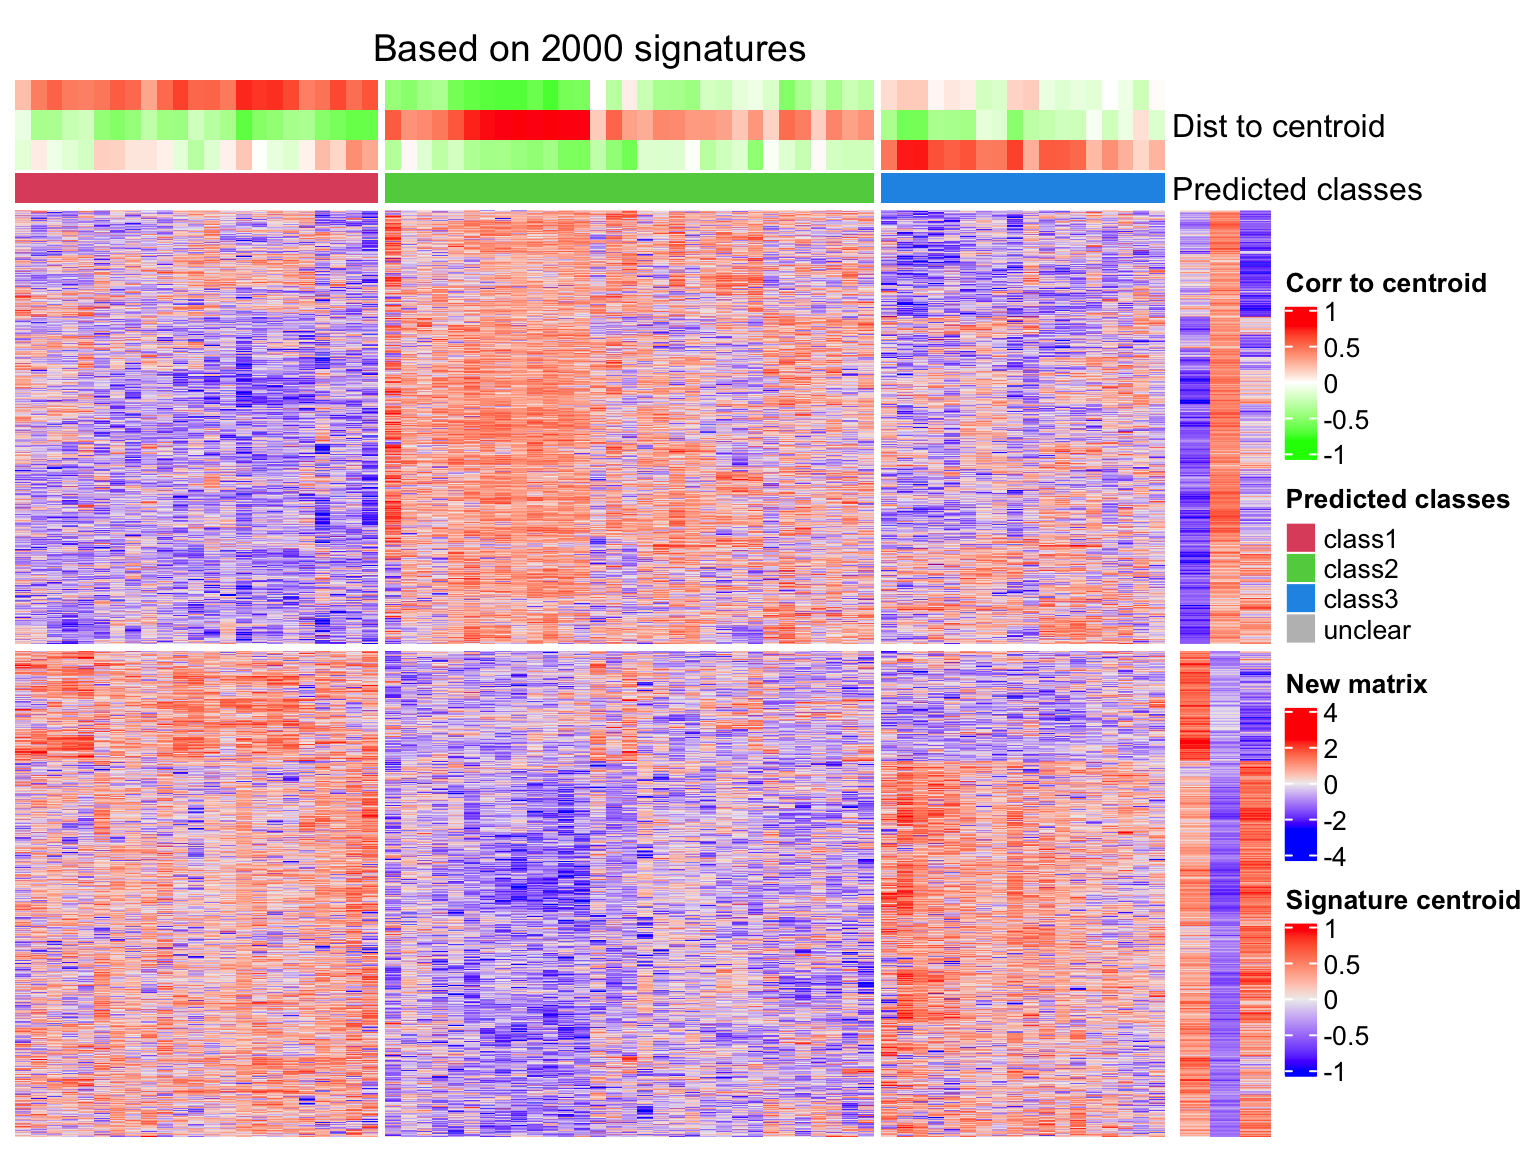 Based on 2000 signatures
Dist to centroid
Predicted classes
Corr to centroid
1
0.5
0
-0.5
-1
Predicted classes
class1
class2
class3
unclear
New matrix
4
2
0
-2
-4
Signature centroid
1
0.5
0
-0.5
-1